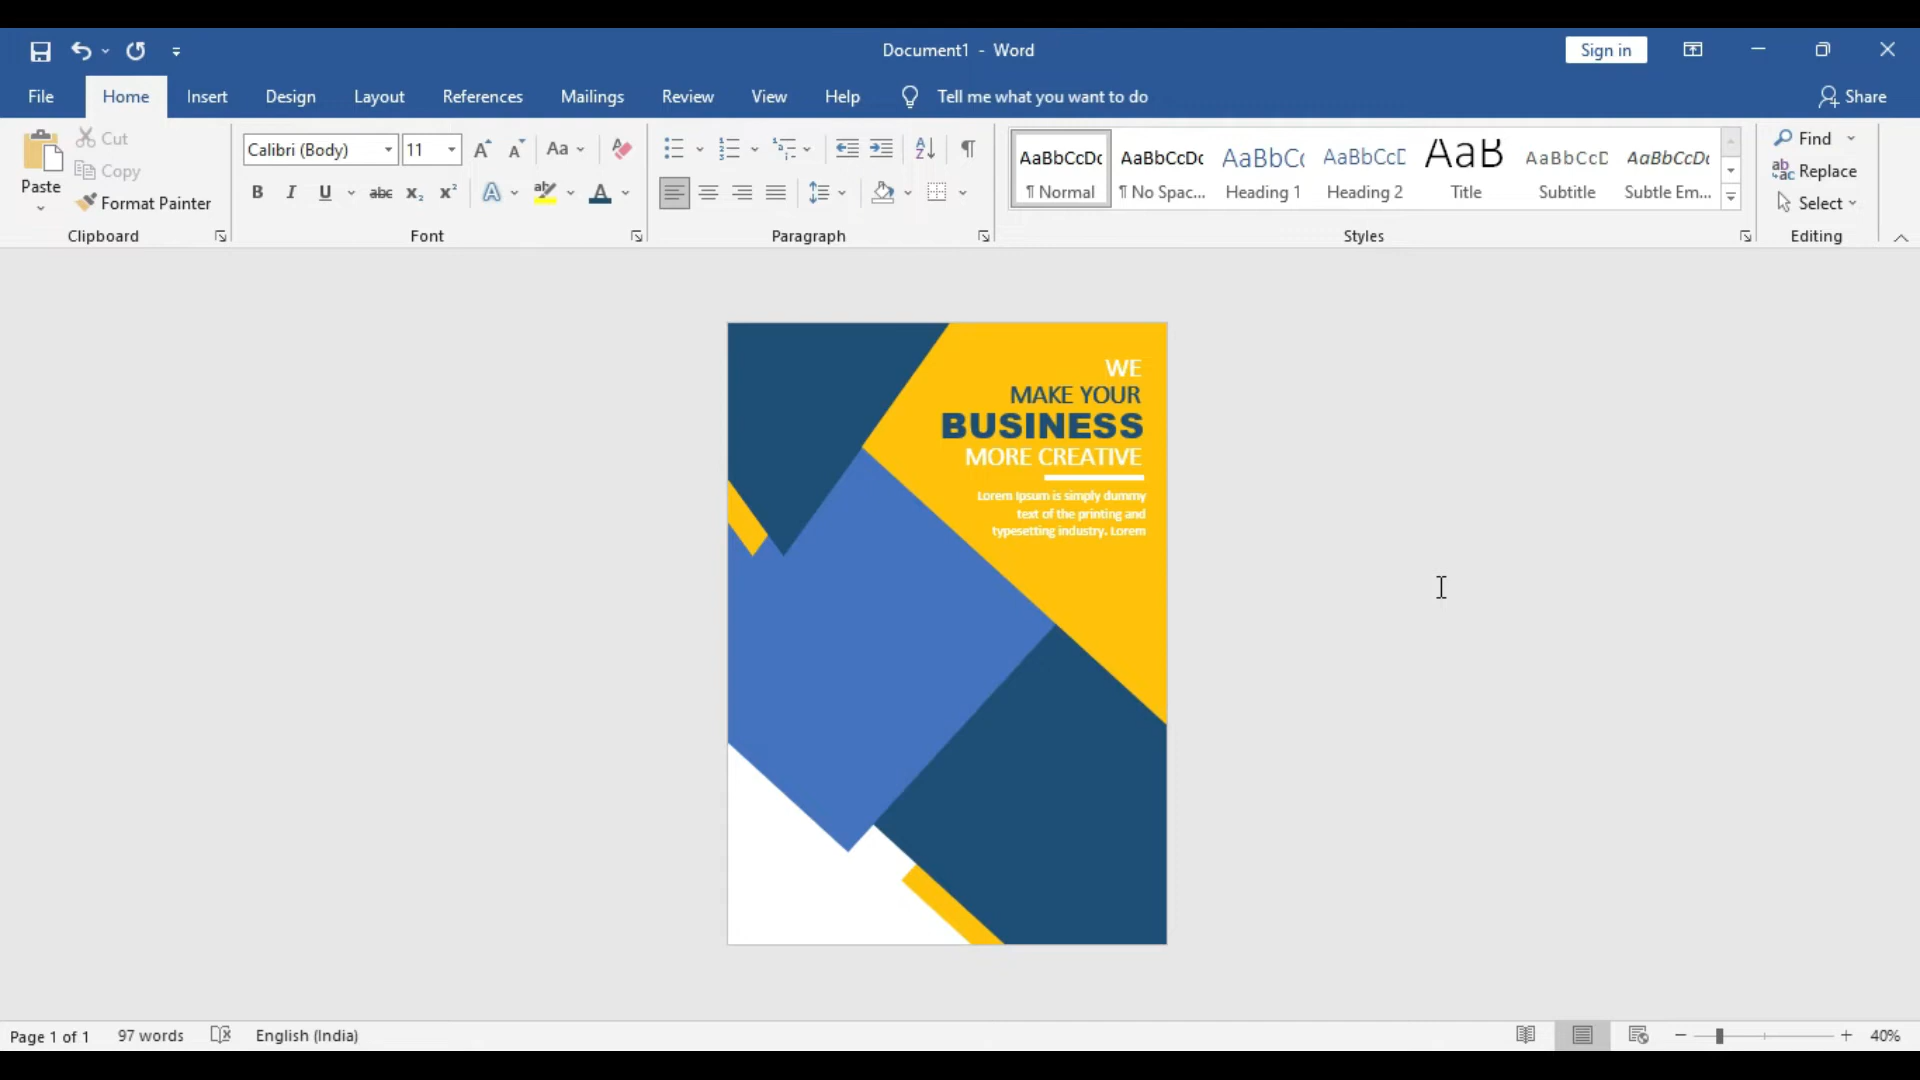 Document1 - Word
Sign in
File Home Insert Design Layout References Mailings Review View Help Tell me what you want to do Share
Paste
Cut
Copy
Format Painter
Clipboard
Calibri (Body) 11
Font
Paragraph
AaBbCcDc AaBbCcDc AaBbCc AaBbCcD AaB AaBbCcD AaBbCcDc
¶ Normal ¶ No Spac... Heading 1 Heading 2 Title Subtitle Subtle Em...
Styles
Find
Replace
Select
Editing
WE
MAKE YOUR
BUSINESS
MORE CREATIVE
Lorem Ipsum is simply dummy
text of the printing and
typesetting industry. Lorem
Page 1 of 1 97 words English (India) 40%